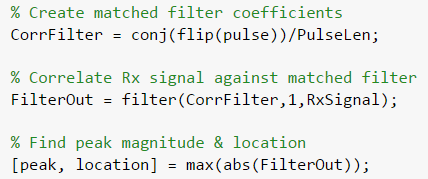 % Create matched filter coefficients
CorrFilter = conj(flip(pulse))/PulseLen;
% Correlate Rx signal against matched filter
FilterOut = filter(CorrFilter,1,RxSignal);
% Find peak magnitude & location
[peak, location] = max(abs(FilterOut));